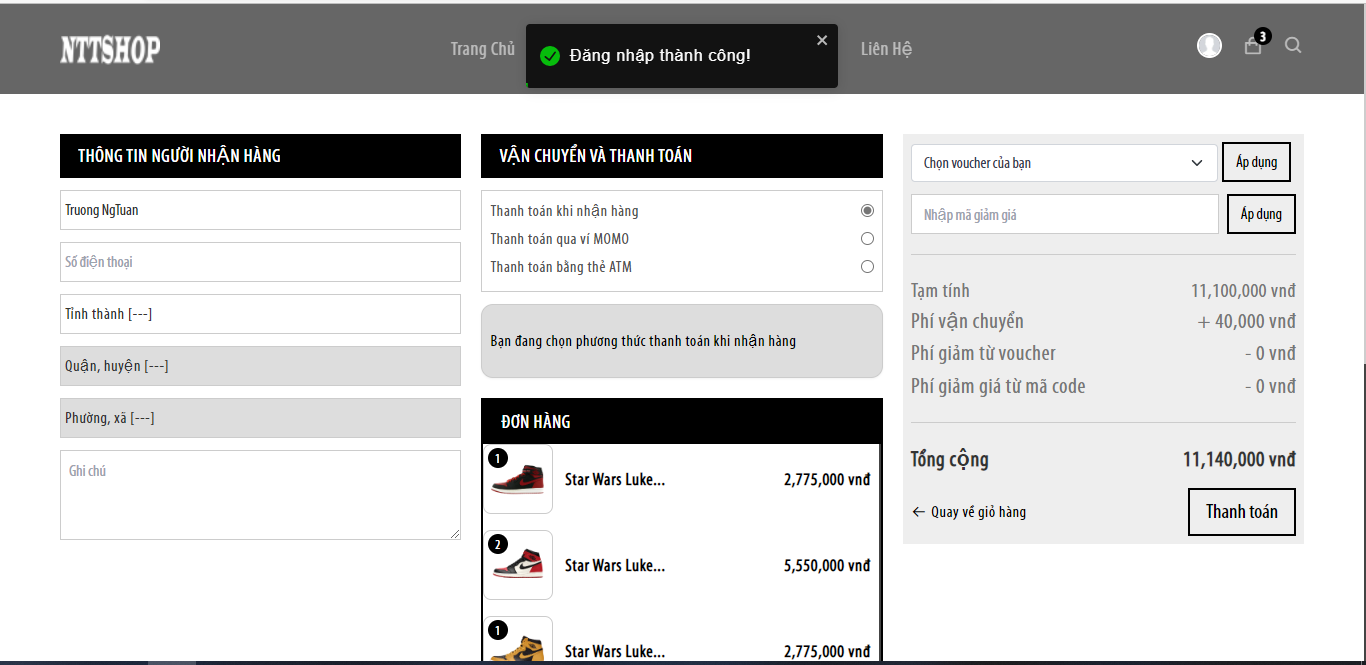 NTTSHOP
Trang Chủ
Đăng nhập thành công!
Liên Hệ
3
THÔNG TIN NGƯỜI NHẬN HÀNG
Truong NgTuan
Số điện thoại
Tỉnh thành [---]
Quận, huyện [---]
Phường, xã [---]
Ghi chú
VẬN CHUYỂN VÀ THANH TOÁN
Thanh toán khi nhận hàng
Thanh toán qua ví MOMO
Thanh toán bằng thẻ ATM
Bạn đang chọn phương thức thanh toán khi nhận hàng
ĐƠN HÀNG
1
Star Wars Luke... 2,775,000 vnđ
2
Star Wars Luke... 5,550,000 vnđ
1
Star Wars Luke... 2,775,000 vnđ
Chọn voucher của bạn Áp dụng
Nhập mã giảm giá Áp dụng
Tạm tính 11,100,000 vnđ
Phí vận chuyển + 40,000 vnđ
Phí giảm từ voucher - 0 vnđ
Phí giảm giá từ mã code - 0 vnđ
Tổng cộng 11,140,000 vnđ
← Quay về giỏ hàng Thanh toán